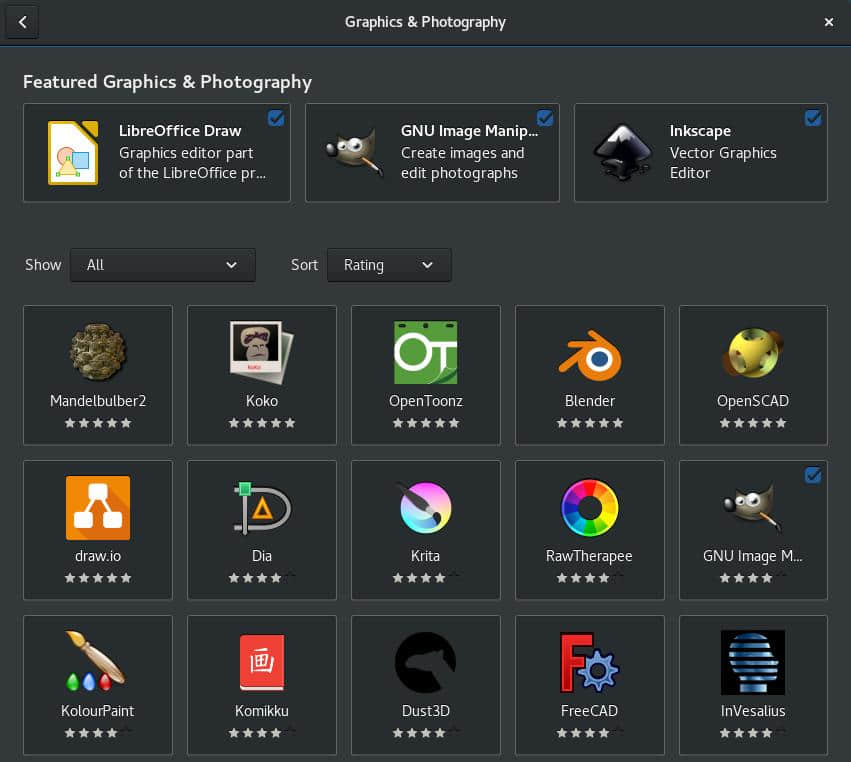 Graphics & Photography
Featured Graphics & Photography
LibreOffice Draw
Graphics editor part
of the LibreOffice pr...
GNU Image Manip...
Create images and
edit photographs
Inkscape
Vector Graphics
Editor
Show All Sort Rating
Mandelbulber2
Koko
OpenToonz
Blender
OpenSCAD
draw.io
Dia
Krita
RawTherapee
GNU Image M...
KolourPaint
画
Komikku
Dust3D
FreeCAD
InVesalius